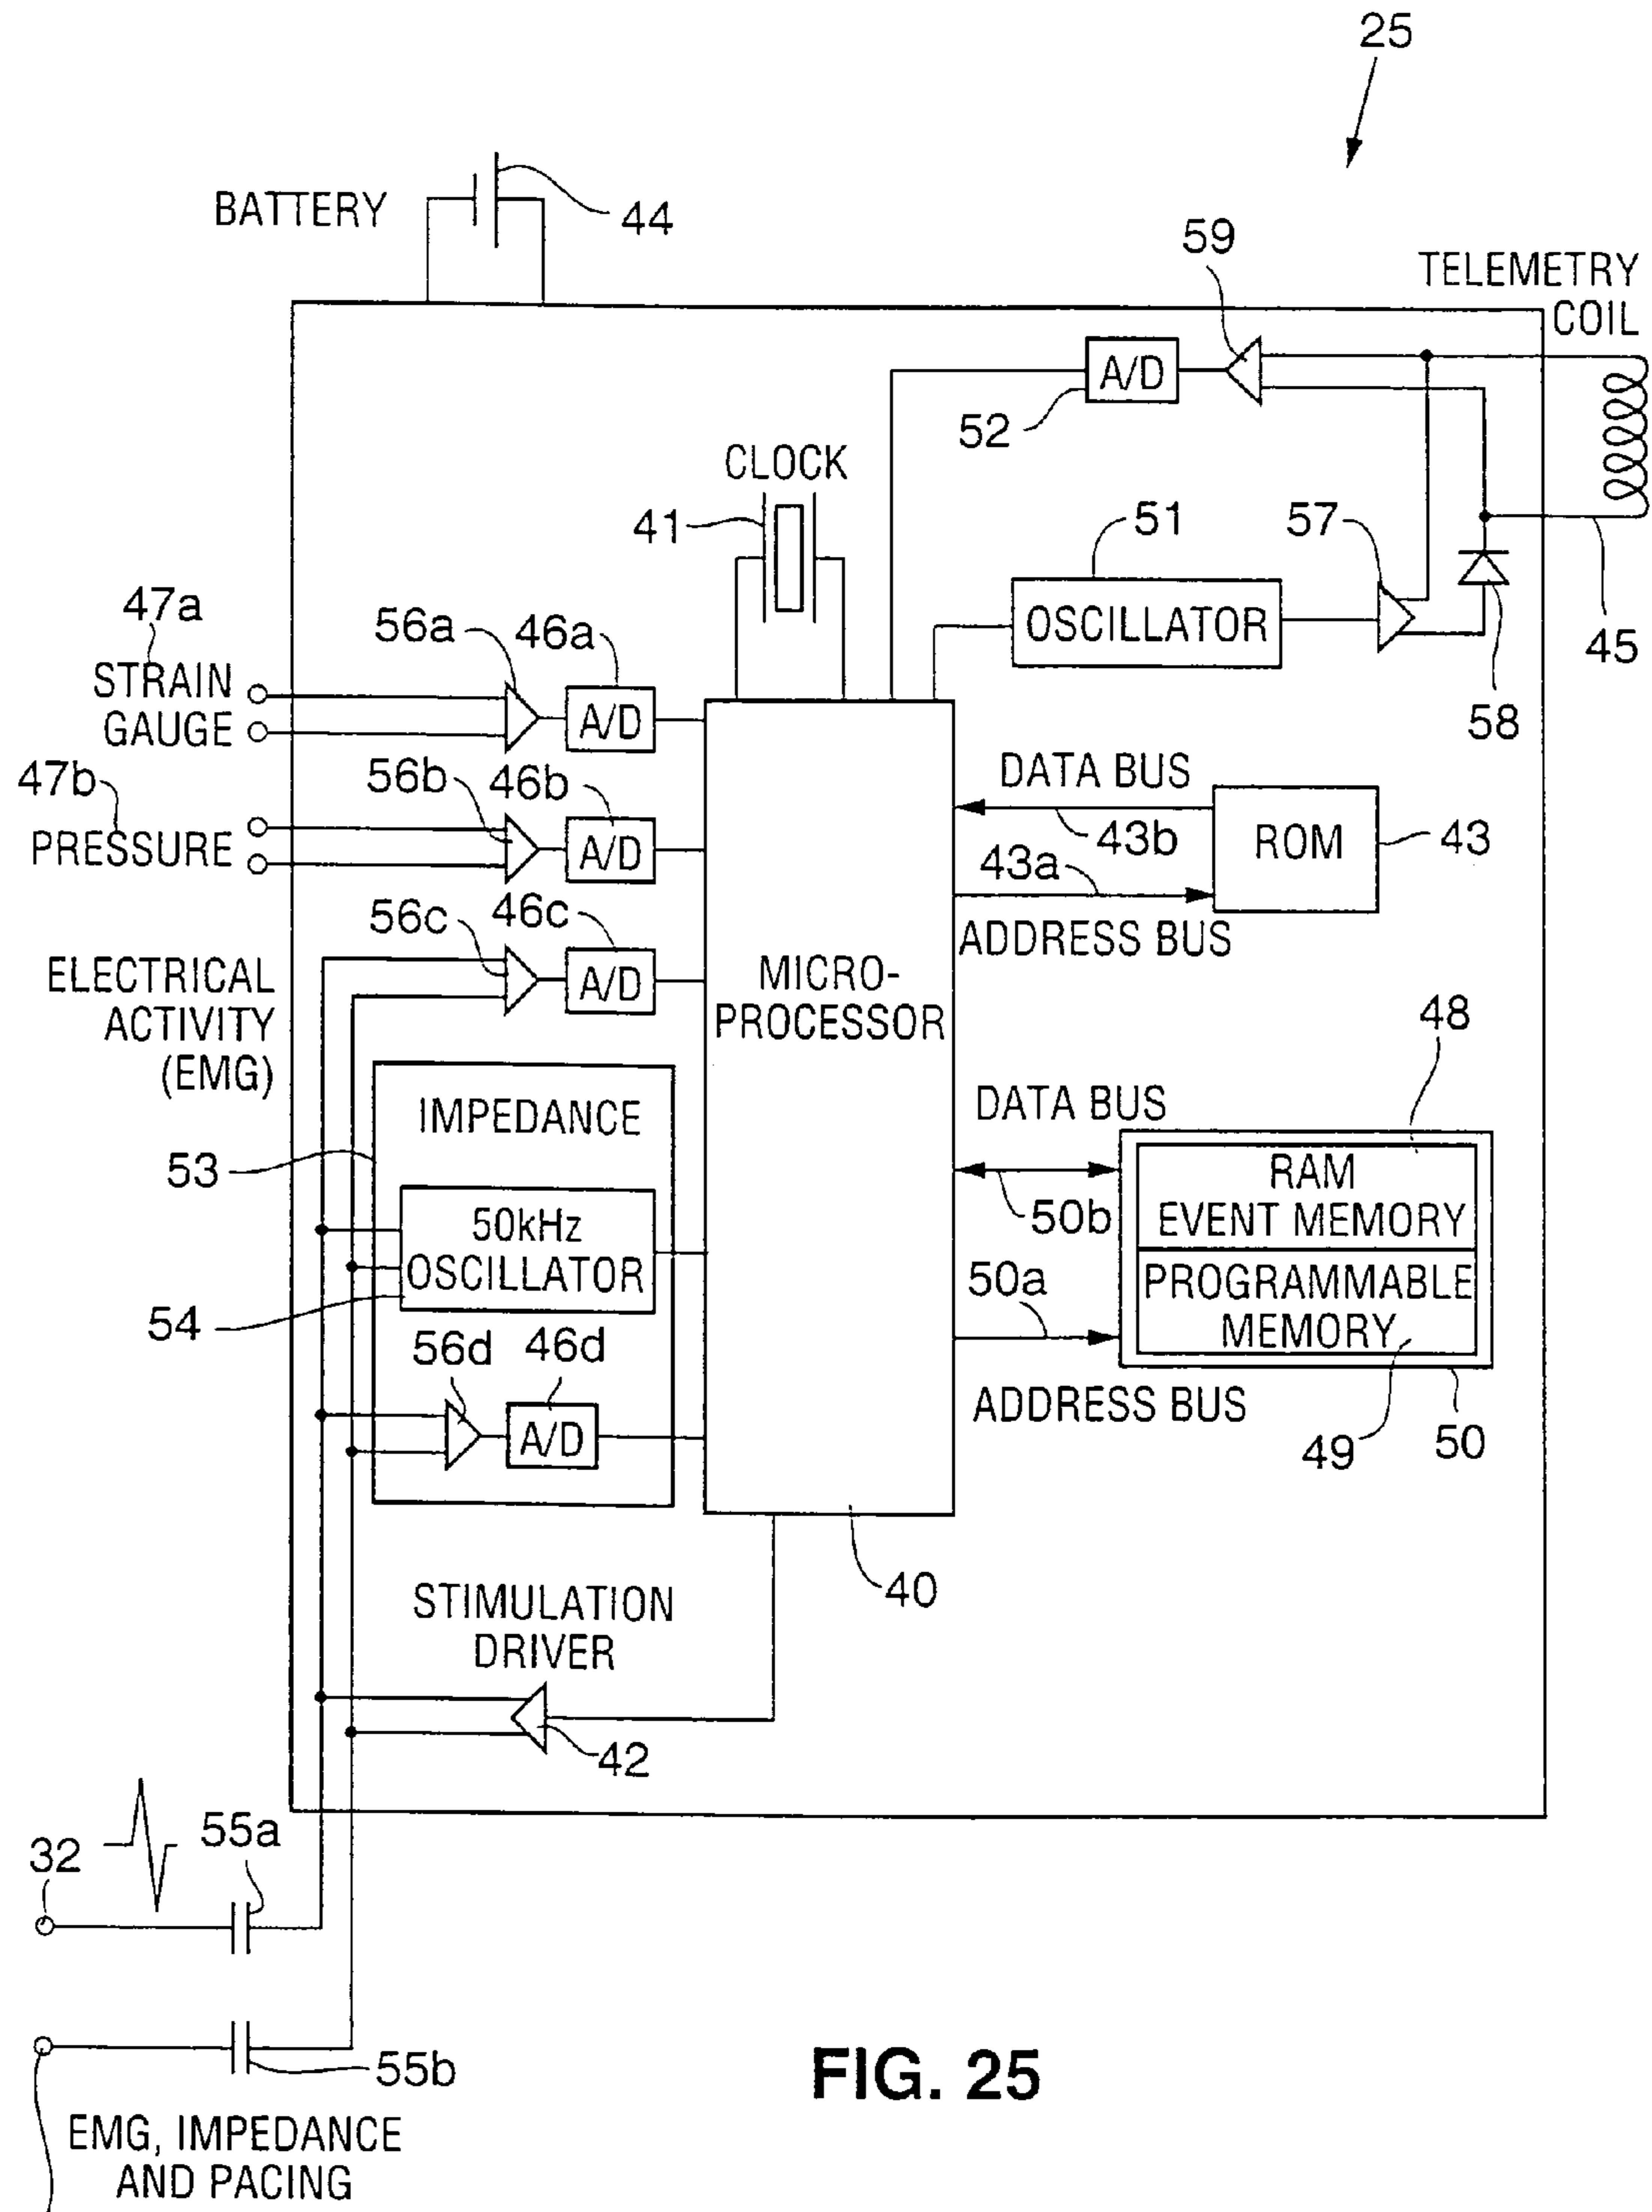 25
BATTERY
44
59
TELEMETRY
COIL
A/D
52
CLOCK
41
51
57
OSCILLATOR
45
58
47a
STRAIN
GAUGE
56a
46a
A/D
47b
PRESSURE
56b
46b
A/D
DATA BUS
43b
ROM
43
43a
ADDRESS BUS
56c
46c
A/D
ELECTRICAL
ACTIVITY
(EMG)
MICRO-
PROCESSOR
IMPEDANCE
53
50kHz
OSCILLATOR
54
56d
46d
A/D
48
DATA BUS
RAM
EVENT MEMORY
50b
50a
PROGRAMMABLE
MEMORY
ADDRESS BUS
49
50
40
STIMULATION
DRIVER
42
32
55a
55b
EMG, IMPEDANCE
AND PACING
FIG. 25